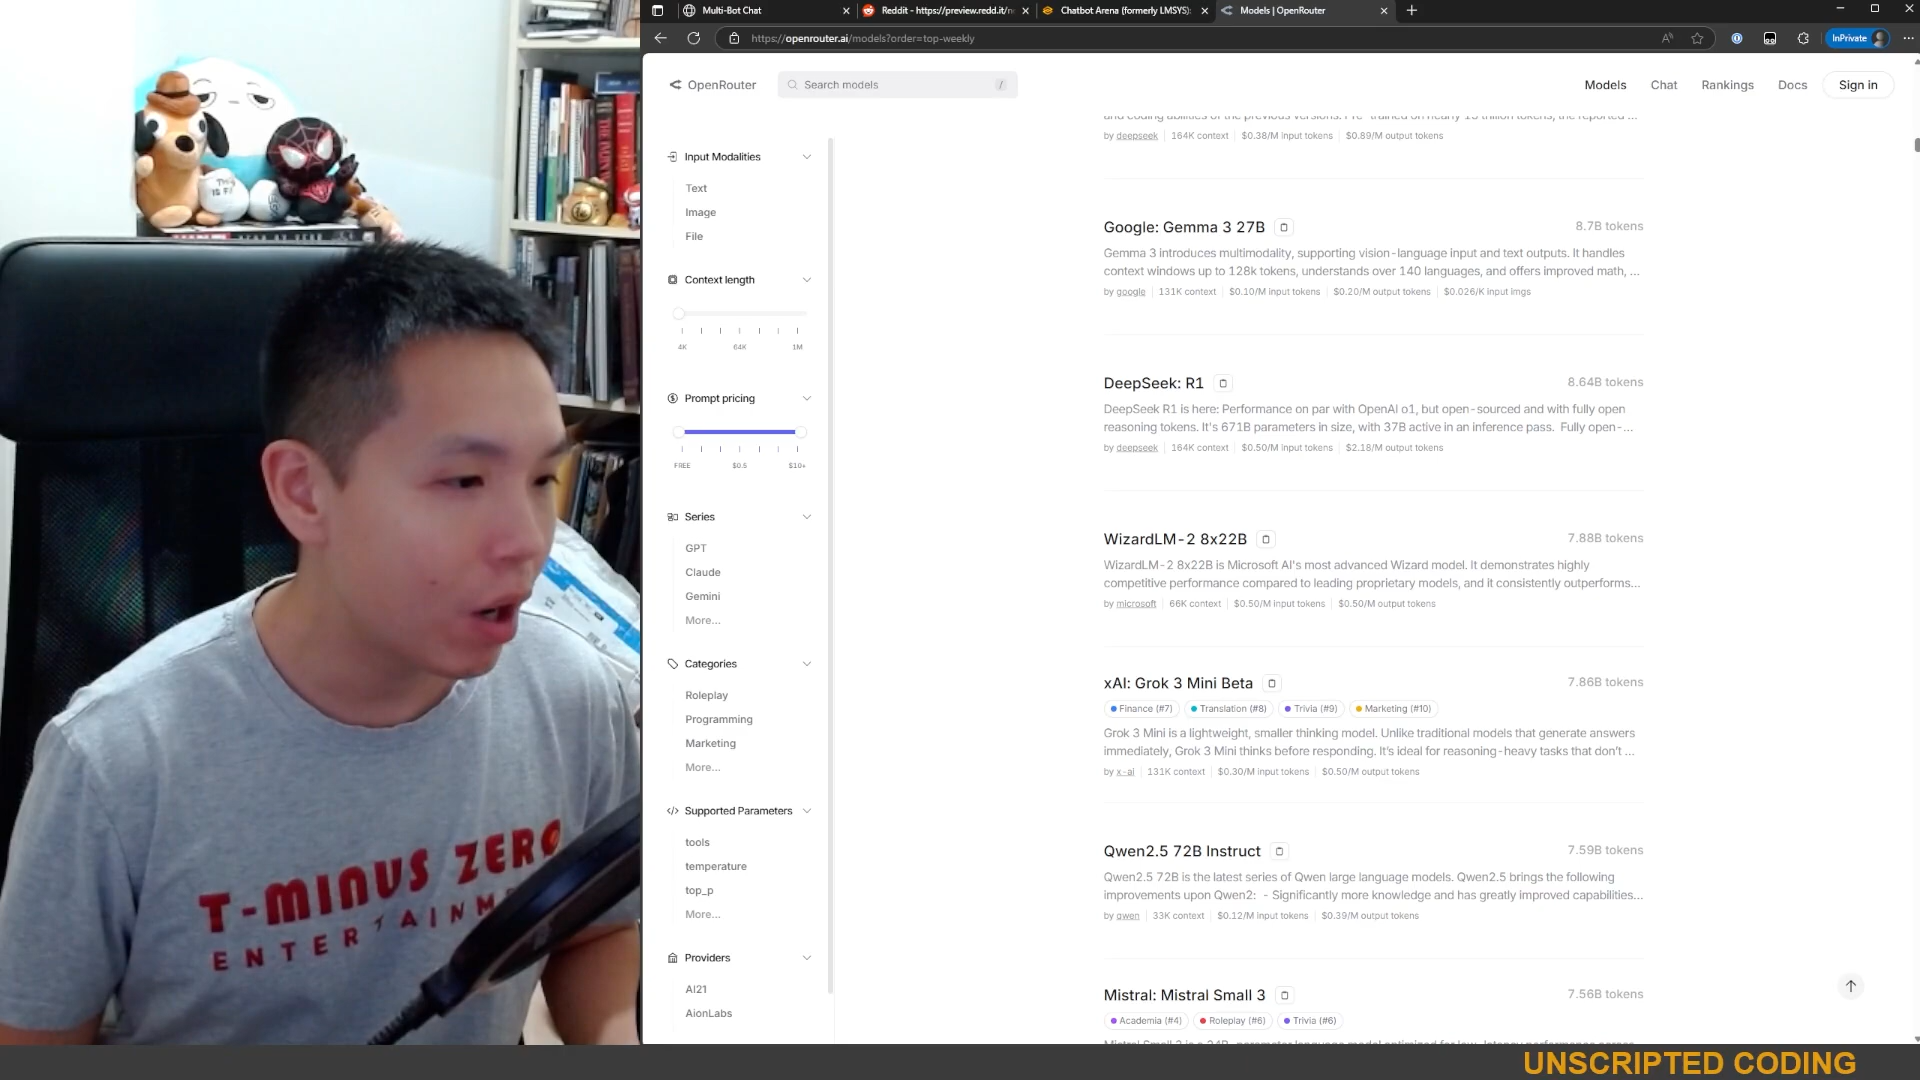 Multi-Bot Chat
Reddit - https://preview.redd.it/n
Chatbot Arena (formerly LMSYS):
Models | OpenRouter
https://openrouter.ai/models?order=top-weekly
InPrivate
OpenRouter
Search models
/
Models
Chat
Rankings
Docs
Sign in
Input Modalities
Text
Image
File
Context length
4K
64K
1M
Prompt pricing
FREE
$0.5
$10+
Series
GPT
Claude
Gemini
More...
Categories
Roleplay
Programming
Marketing
More...
Supported Parameters
tools
temperature
top_p
More...
Providers
AI21
AionLabs
and coding abilities of the previous versions. Pre-trained on nearly 15 trillion tokens, the reported ...
by deepseek 164K context $0.38/M input tokens $0.89/M output tokens
Google: Gemma 3 27B 8.7B tokens
Gemma 3 introduces multimodality, supporting vision-language input and text outputs. It handles
context windows up to 128k tokens, understands over 140 languages, and offers improved math, ...
by google 131K context $0.10/M input tokens $0.20/M output tokens $0.026/K input imgs
DeepSeek: R1 8.64B tokens
DeepSeek R1 is here: Performance on par with OpenAI o1, but open-sourced and with fully open
reasoning tokens. It's 671B parameters in size, with 37B active in an inference pass. Fully open-...
by deepseek 164K context $0.50/M input tokens $2.18/M output tokens
WizardLM-2 8x22B 7.88B tokens
WizardLM-2 8x22B is Microsoft AI's most advanced Wizard model. It demonstrates highly
competitive performance compared to leading proprietary models, and it consistently outperforms...
by microsoft 66K context $0.50/M input tokens $0.50/M output tokens
xAI: Grok 3 Mini Beta 7.86B tokens
Finance (#7) Translation (#8) Trivia (#9) Marketing (#10)
Grok 3 Mini is a lightweight, smaller thinking model. Unlike traditional models that generate answers
immediately, Grok 3 Mini thinks before responding. It's ideal for reasoning-heavy tasks that don't ...
by x-ai 131K context $0.30/M input tokens $0.50/M output tokens
Qwen2.5 72B Instruct 7.59B tokens
Qwen2.5 72B is the latest series of Qwen large language models. Qwen2.5 brings the following
improvements upon Qwen2: - Significantly more knowledge and has greatly improved capabilities...
by qwen 33K context $0.12/M input tokens $0.39/M output tokens
Mistral: Mistral Small 3 7.56B tokens
Academia (#4) Roleplay (#6) Trivia (#6)
T-MINUS ZERO
ENTERTAINM
UNSCRIPTED CODING